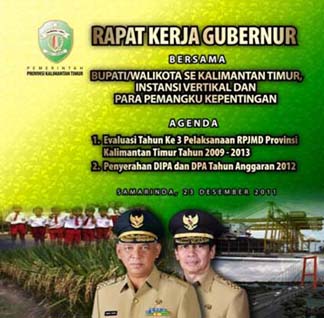 RAPAT KERJA GUBERNUR
BERSAMA
BUPATI/WALIKOTA SE KALIMANTAN TIMUR,
INSTANSI VERTIKAL DAN
PARA PEMANGKU KEPENTINGAN
PEMERINTAH
PROVINSI KALIMANTAN TIMUR
AGENDA
1. Evaluasi Tahun Ke 3 Pelaksanaan RPJMD Provinsi
Kalimantan Timur Tahun 2009 - 2013
2. Penyerahan DIPA dan DPA Tahun Anggaran 2012
SAMARINDA, 23 DESEMBER 2011